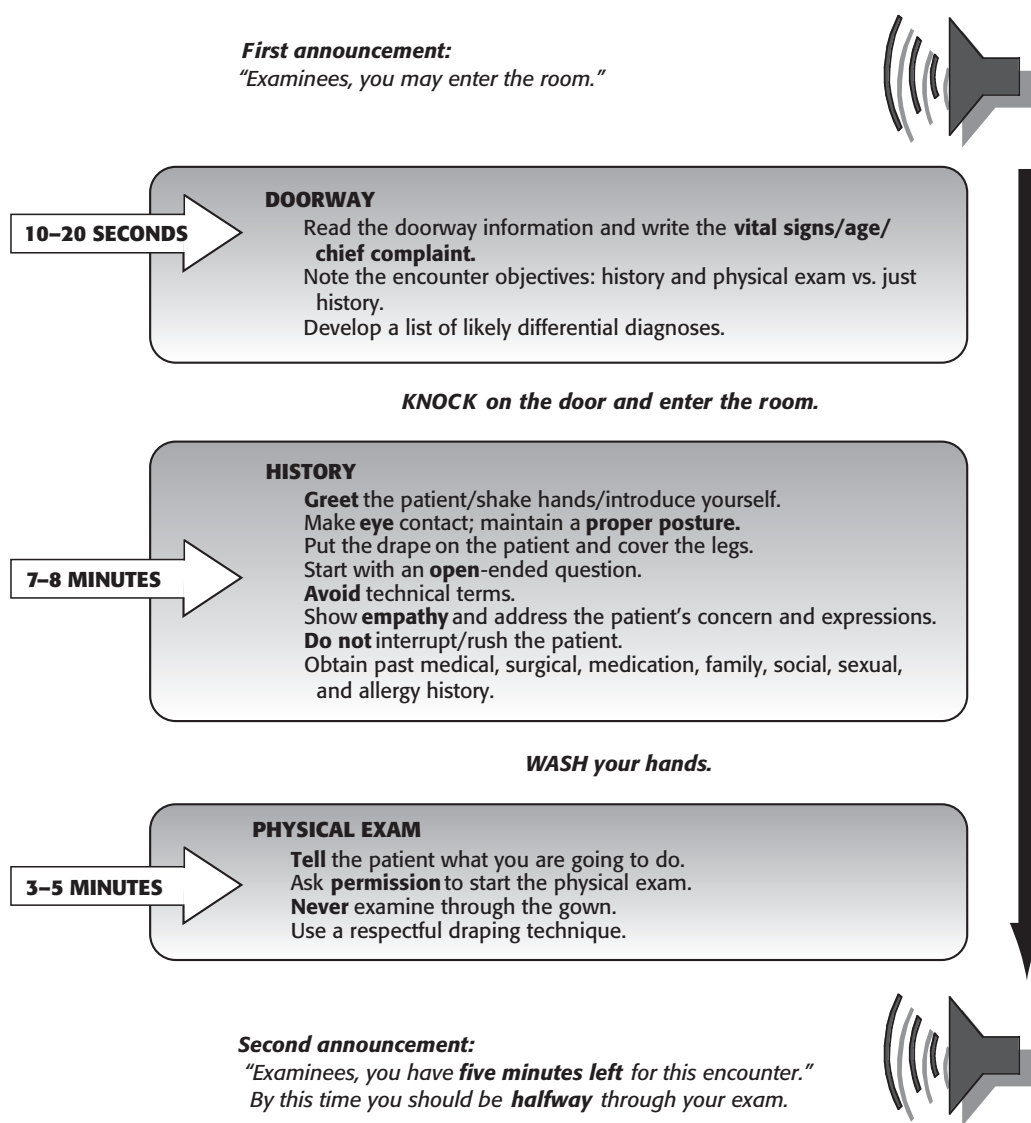 First announcement:
"Examinees, you may enter the room."
DOORWAY
10–20 SECONDS
Read the doorway information and write the vital signs/age/
chief complaint.
Note the encounter objectives: history and physical exam vs. just
history.
Develop a list of likely differential diagnoses.
KNOCK on the door and enter the room.
HISTORY
Greet the patient/shake hands/introduce yourself.
Make eye contact; maintain a proper posture.
Put the drape on the patient and cover the legs.
Start with an open-ended question.
7–8 MINUTES
Avoid technical terms.
Show empathy and address the patient's concern and expressions.
Do not interrupt/rush the patient.
Obtain past medical, surgical, medication, family, social, sexual,
and allergy history.
WASH your hands.
PHYSICAL EXAM
Tell the patient what you are going to do.
3–5 MINUTES
Ask permission to start the physical exam.
Never examine through the gown.
Use a respectful draping technique.
Second announcement:
"Examinees, you have five minutes left for this encounter."
By this time you should be halfway through your exam.